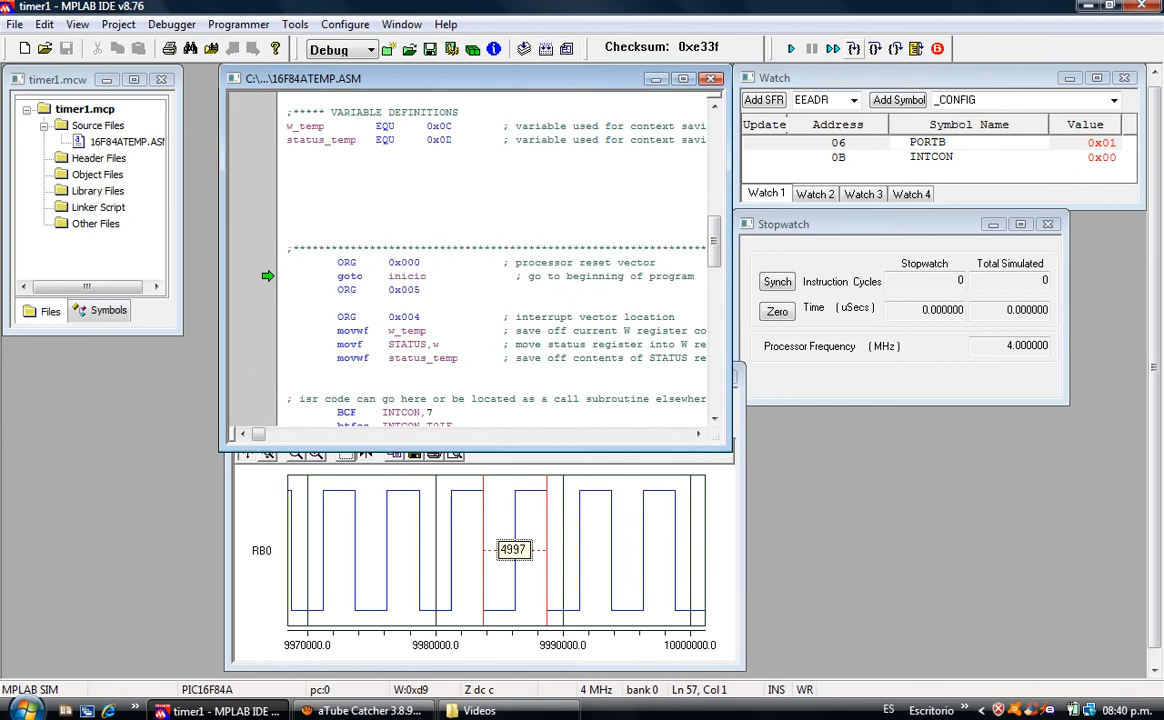 timer1 - MPLAB IDE v8.76
File Edit View Project Debugger Programmer Tools Configure Window Help
Debug
Checksum: 0xe33f
timer1.mcw
timer1.mcp
Source Files
16F84ATEMP.ASM
Header Files
Object Files
Library Files
Linker Script
Other Files
Files
Symbols
C:\...\16F84ATEMP.ASM
;***** VARIABLE DEFINITIONS
w_temp EQU 0x0C ; variable used for context savi
status_temp EQU 0x0D ; variable used for context savi
;**********************************************************************
ORG 0x000 ; processor reset vector
goto inicio ; go to beginning of program
ORG 0x005
ORG 0x004 ; interrupt vector location
movwf w_temp ; save off current W register co
movf STATUS,w ; move status register into W re
movwf status_temp ; save off contents of STATUS re
; isr code can go here or be located as a call subroutine elsewher
BCF INTCON,7
btfss INTCON,T0IF
Watch
Add SFR EEADR Add Symbol _CONFIG
Update Address Symbol Name Value
06 PORTB 0x01
0B INTCON 0x00
Watch 1 Watch 2 Watch 3 Watch 4
Stopwatch
Stopwatch Total Simulated
Synch Instruction Cycles 0 0
Zero Time (uSecs) 0.000000 0.000000
Processor Frequency (MHz) 4.000000
RB0
4997
9970000.0 9980000.0 9990000.0 10000000.0
MPLAB SIM PIC16F84A pc:0 W:0xd9 Z dc c 4 MHz bank 0 Ln 57, Col 1 INS WR
timer1 - MPLAB IDE ... aTube Catcher 3.8.9... Videos ES Escritorio 08:40 p.m.